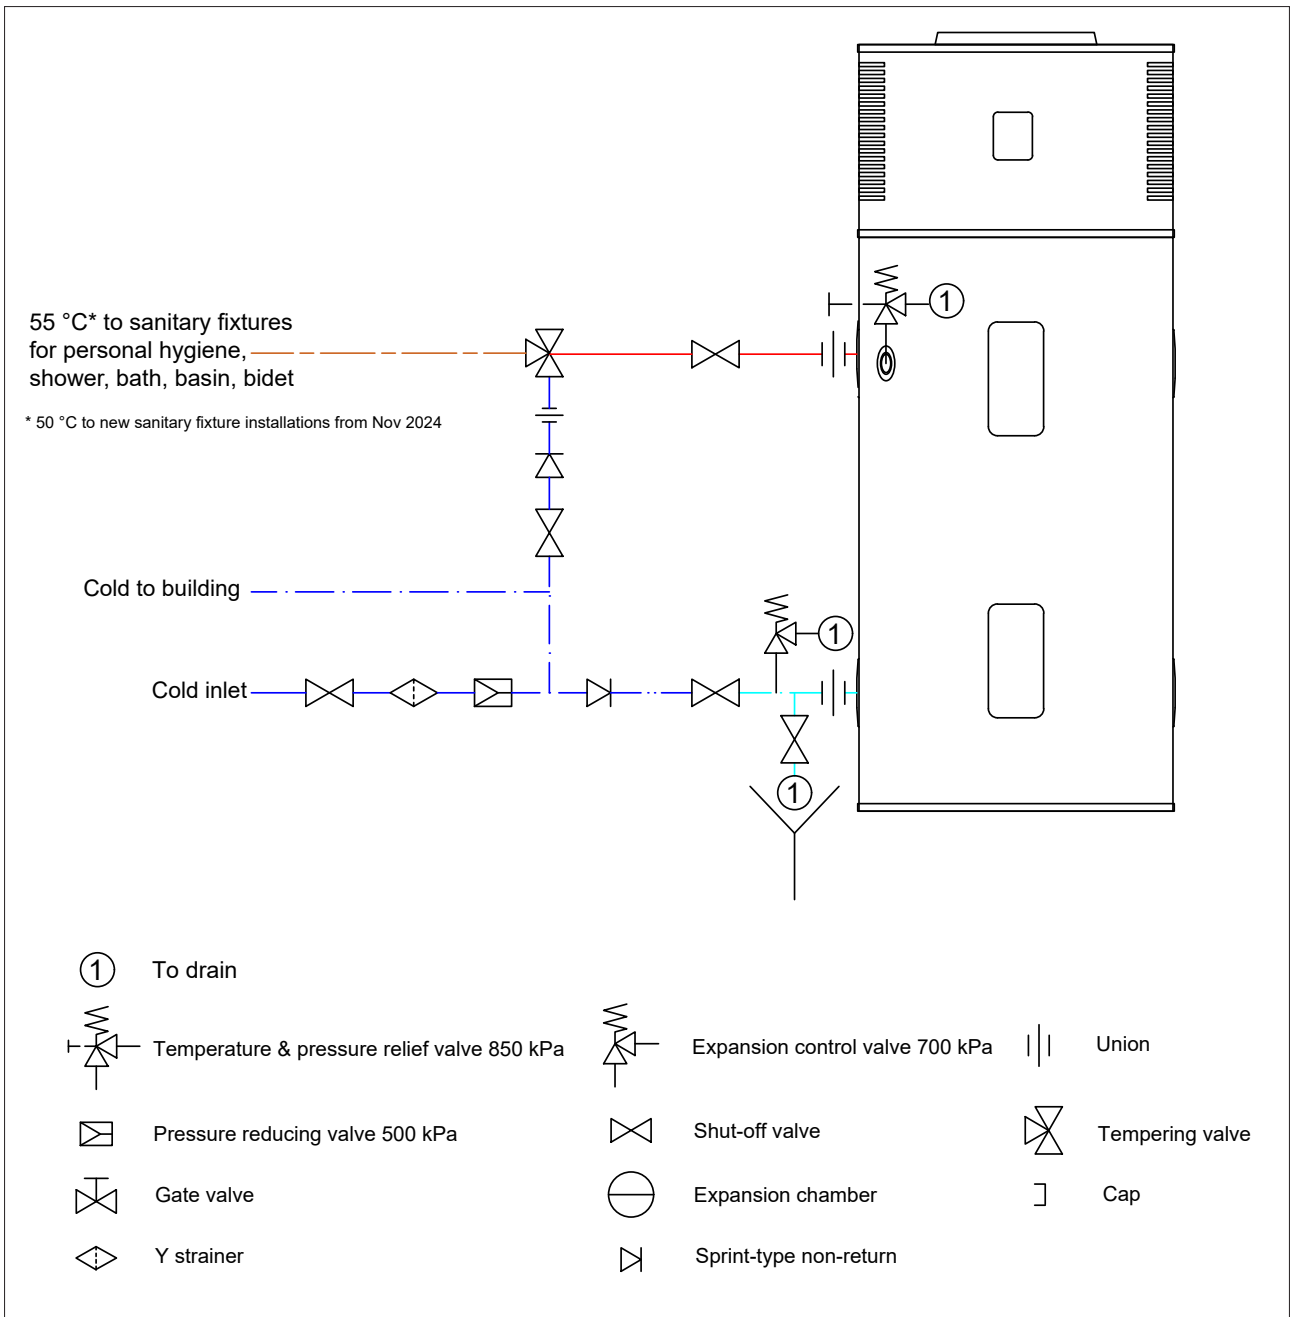 1
55 °C* to sanitary fixtures
for personal hygiene,
shower, bath, basin, bidet
* 50 °C to new sanitary fixture installations from Nov 2024
Cold to building
1
Cold inlet
1
1 To drain
Temperature & pressure relief valve 850 kPa
Expansion control valve 700 kPa
Union
Pressure reducing valve 500 kPa
Shut-off valve
Tempering valve
Gate valve
Expansion chamber
Cap
Y strainer
Sprint-type non-return